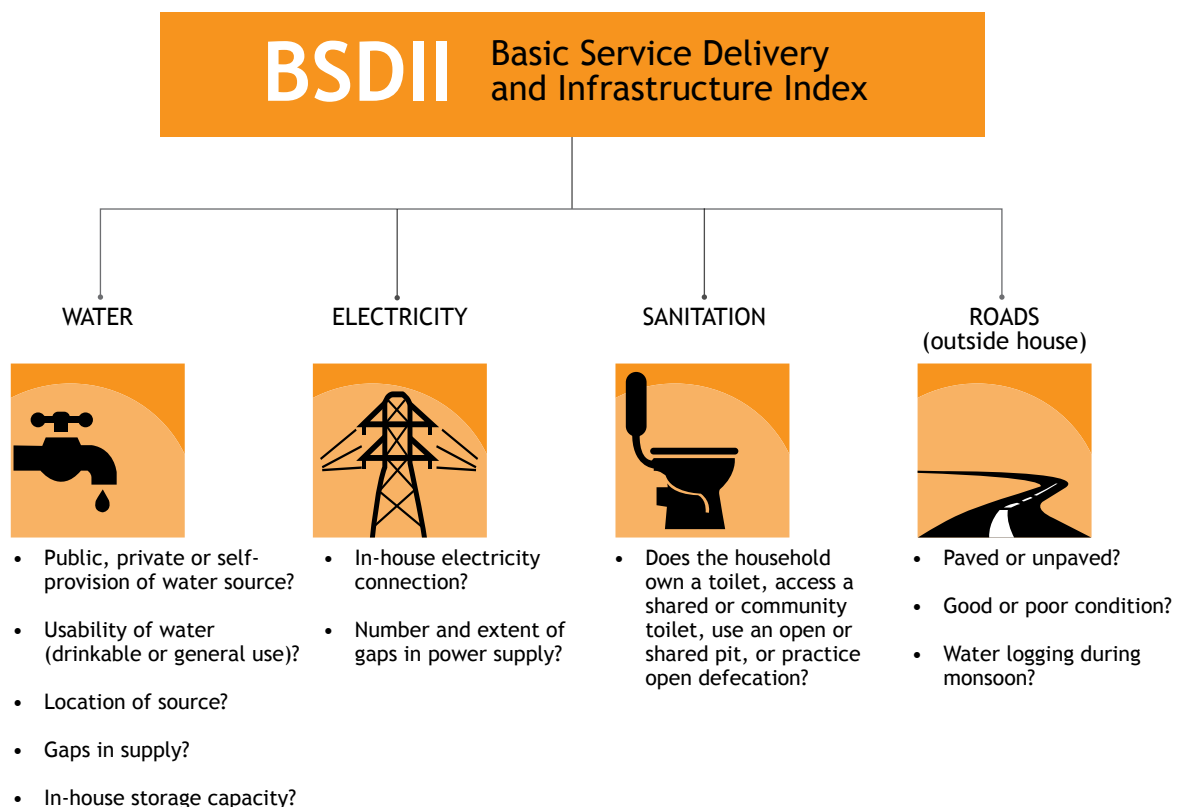 BSDII
Basic Service Delivery
and Infrastructure Index
WATER
• Public, private or self-
provision of water source?
• Usability of water
(drinkable or general use)?
• Location of source?
• Gaps in supply?
• In-house storage capacity?
ELECTRICITY
• In-house electricity
connection?
• Number and extent of
gaps in power supply?
SANITATION
• Does the household
own a toilet, access a
shared or community
toilet, use an open or
shared pit, or practice
open defecation?
ROADS
(outside house)
• Paved or unpaved?
• Good or poor condition?
• Water logging during
monsoon?